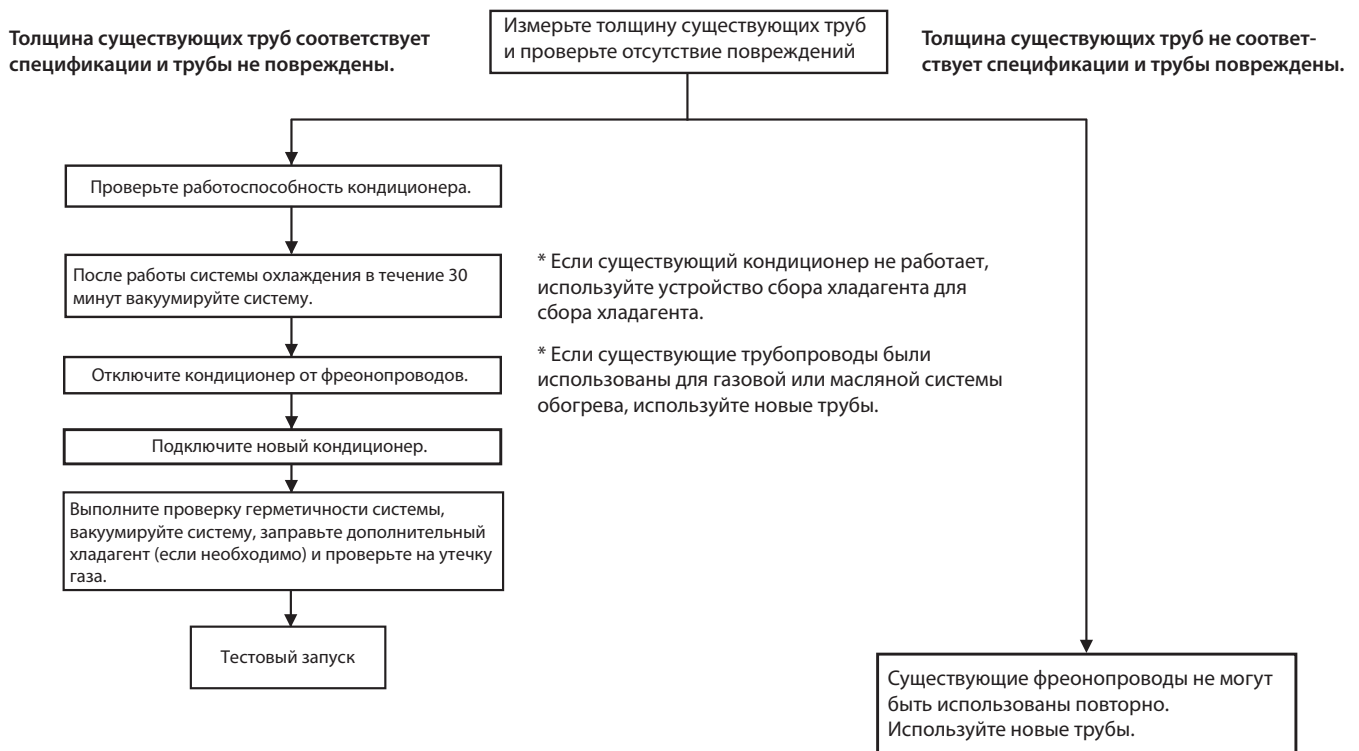 Измерьте толщину существующих труб
и проверьте отсутствие повреждений
Толщина существующих труб соответствует
спецификации и трубы не повреждены.
Толщина существующих труб не соответ-
ствует спецификации и трубы повреждены.
Проверьте работоспособность кондиционера.
После работы системы охлаждения в течение 30
минут вакуумируйте систему.
* Если существующий кондиционер не работает,
используйте устройство сбора хладагента для
сбора хладагента.
* Если существующие трубопроводы были
использованы для газовой или масляной системы
обогрева, используйте новые трубы.
Отключите кондиционер от фреонопроводов.
Подключите новый кондиционер.
Выполните проверку герметичности системы,
вакуумируйте систему, заправьте дополнительный
хладагент (если необходимо) и проверьте на утечку
газа.
Тестовый запуск
Существующие фреонопроводы не могут
быть использованы повторно.
Используйте новые трубы.